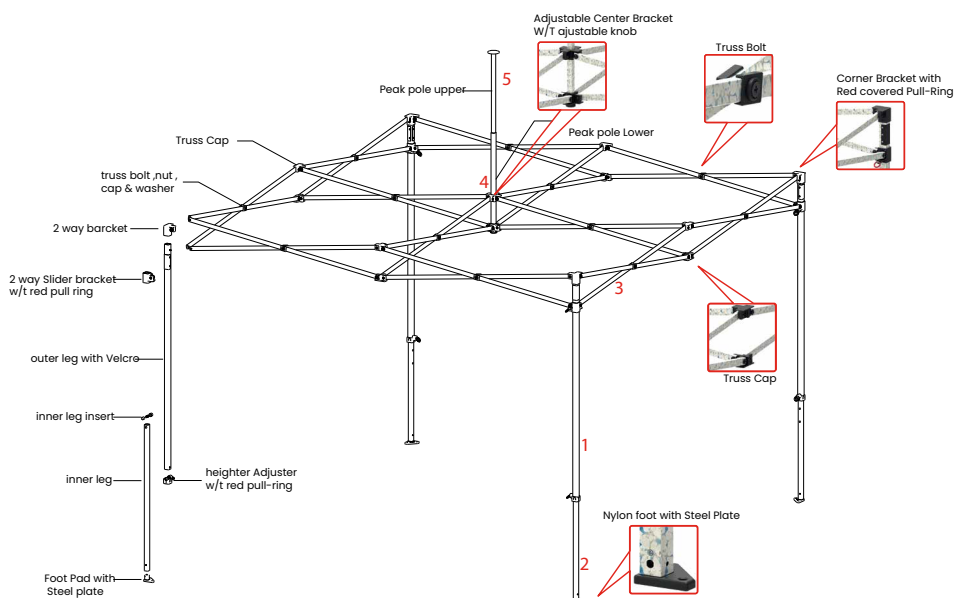 Adjustable Center Bracket
W/T ajustable knob
Truss Bolt
Corner Bracket with
Red covered Pull-Ring
Peak pole upper
5
Peak pole Lower
Truss Cap
truss bolt ,nut ,
cap & washer
4
2 way barcket
2 way Slider bracket
w/t red pull ring
3
outer leg with Velcro
Truss Cap
inner leg insert
1
inner leg
heighter Adjuster
w/t red pull-ring
Nylon foot with Steel Plate
2
Foot Pad with
Steel plate